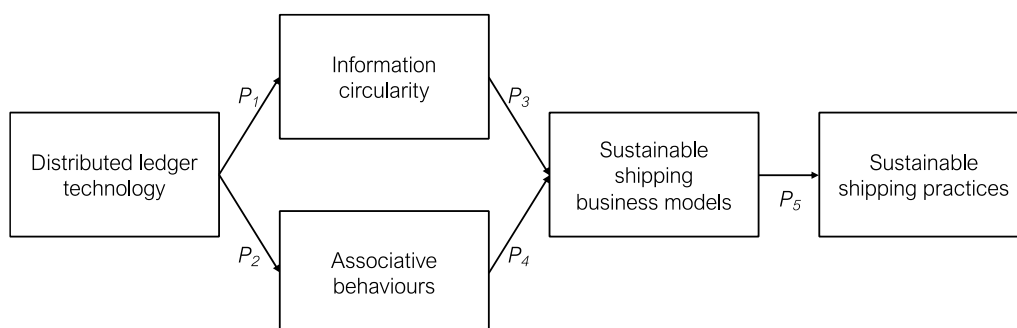 Distributed ledger
technology
P1
P2
Information
circularity
Associative
behaviours
P3
P4
Sustainable
shipping
business models
P5
Sustainable
shipping practices